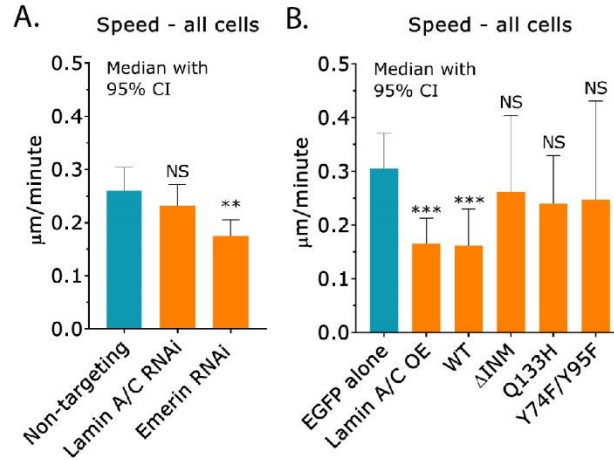 A.
Speed - all cells
Median with
95% CI
NS
**
0.5
0.4
0.3
0.2
0.1
0.0
μm/minute
Non-targeting
Lamin A/C RNAi
Emerin RNAi
B.
Speed - all cells
Median with
95% CI
***
***
NS
NS
NS
0.5
0.4
0.3
0.2
0.1
0.0
μm/minute
EGFP alone
Lamin A/C OE
WT
ΔINM
Q133H
Y74F/Y95F